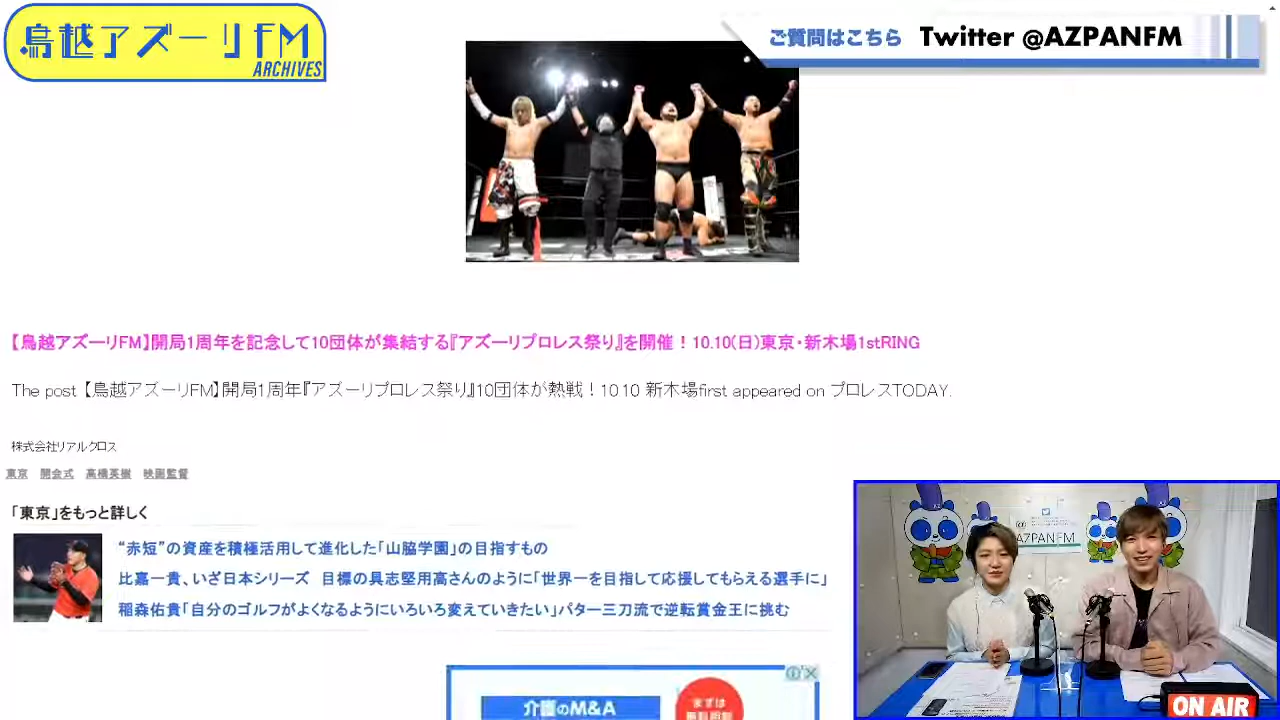 鳥越アズーリFM
ARCHIVES
ご質問はこちら Twitter @AZPANFM
【鳥越アズーリFM】開局1周年を記念して10団体が集結する『アズーリプロレス祭り』を開催！10.10(日)東京・新木場1stRING
The post 【鳥越アズーリFM】開局1周年『アズーリプロレス祭り』10団体が熱戦！10 10 新木場first appeared on プロレスTODAY.
株式会社リアルクロス
東京 開会式 高橋英樹 映画監督
「東京」をもっと詳しく
“赤短”の資産を積極活用して進化した「山脇学園」の目指すもの
比嘉一貴、いざ日本シリーズ 目標の具志堅用高さんのように「世界一を目指して応援してもらえる選手に」
稲森佑貴「自分のゴルフがよくなるようにいろいろ変えていきたい」パター三刀流で逆転賞金王に挑む
介護のM&A
まずは
@AZPANFM
ON AIR